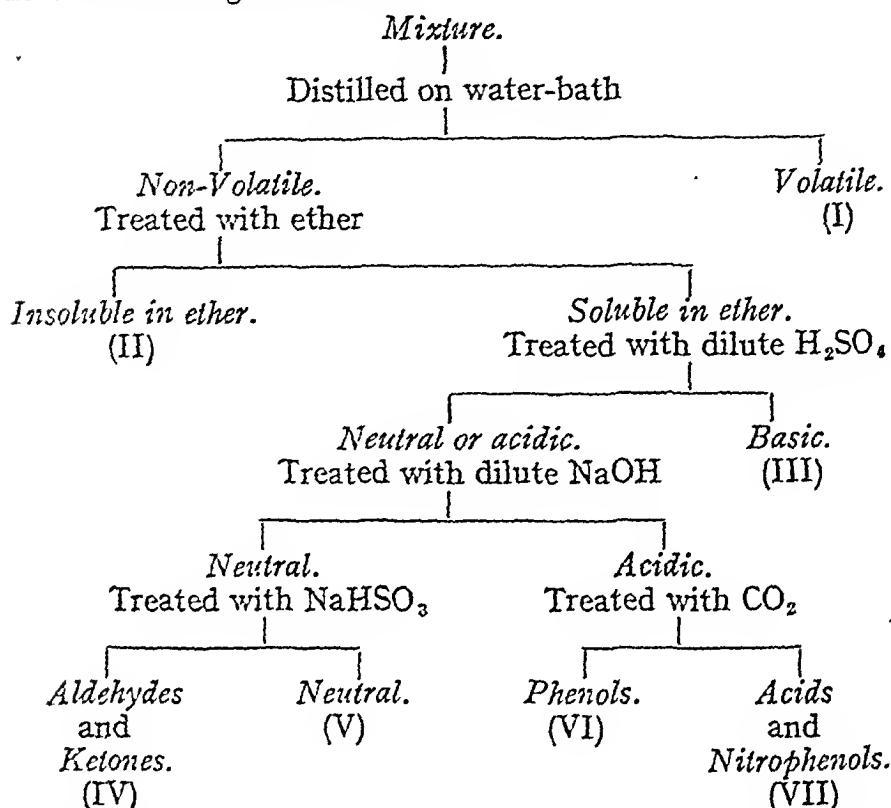 Mixture.
Distilled on water-bath
Non-Volatile.
Treated with ether
Volatile.
(I)
Insoluble in ether.
(II)
Soluble in ether.
Treated with dilute H₂SO₄
Neutral or acidic.
Treated with dilute NaOH
Basic.
(III)
Neutral.
Treated with NaHSO₃
Acidic.
Treated with CO₂
Aldehydes
and
Ketones.
(IV)
Neutral.
(V)
Phenols.
(VI)
Acids
and
Nitrophenols.
(VII)